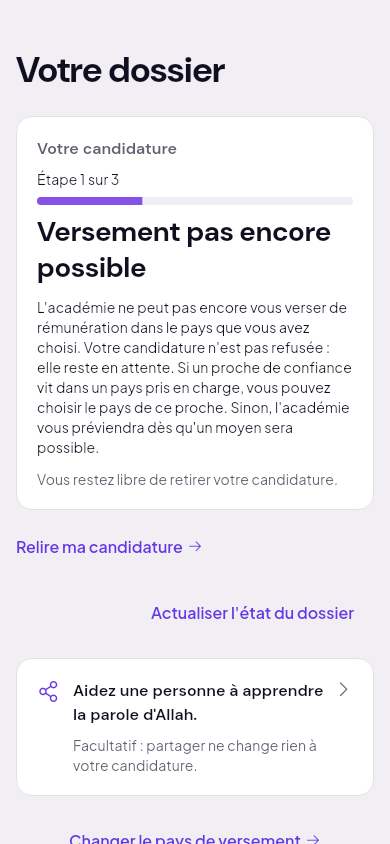 Votre dossier
Votre candidature
Étape 1 sur 3
Versement pas encore
possible
L'académie ne peut pas encore vous verser de
rémunération dans le pays que vous avez
choisi. Votre candidature n'est pas refusée :
elle reste en attente. Si un proche de confiance
vit dans un pays pris en charge, vous pouvez
choisir le pays de ce proche. Sinon, l'académie
vous préviendra dès qu'un moyen sera
possible.
Vous restez libre de retirer votre candidature.
Relire ma candidature →
Actualiser l'état du dossier
Aidez une personne à apprendre
la parole d'Allah.
Facultatif : partager ne change rien à
votre candidature.
Changer le pays de versement →